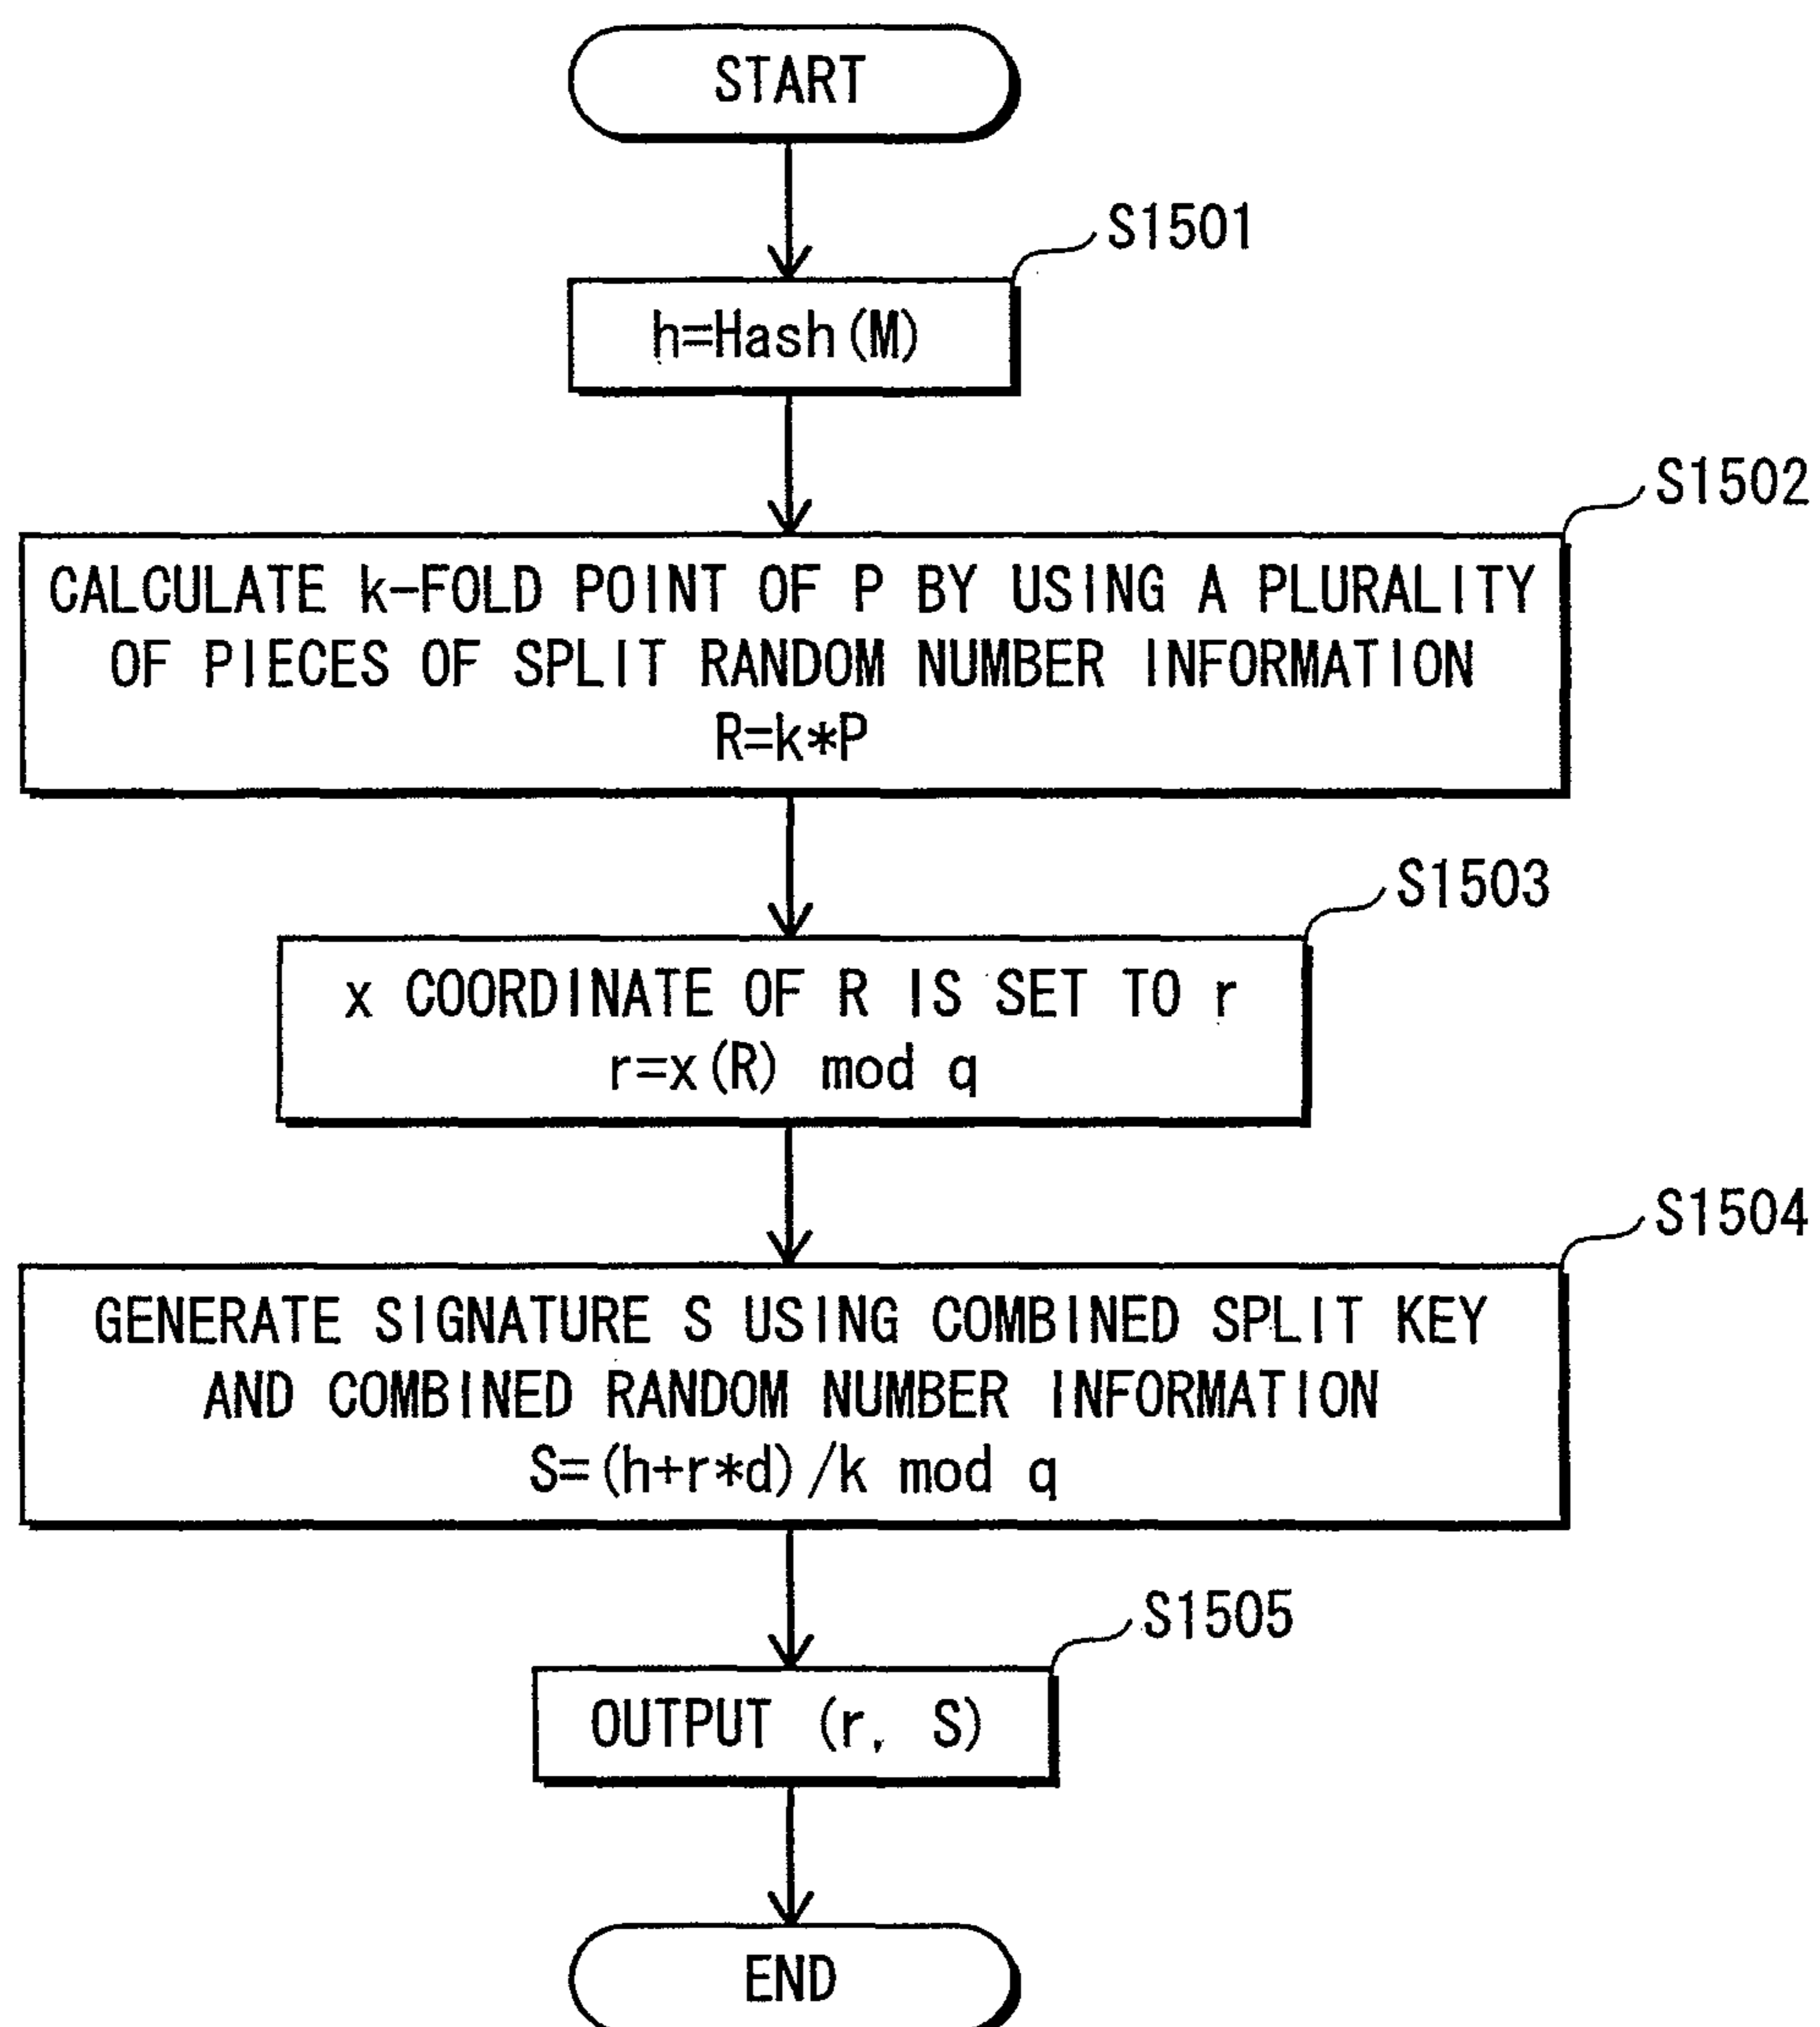 START
S1501
h=Hash(M)
S1502
CALCULATE k-FOLD POINT OF P BY USING A PLURALITY
OF PIECES OF SPLIT RANDOM NUMBER INFORMATION
R=k*P
S1503
x COORDINATE OF R IS SET TO r
r=x(R) mod q
S1504
GENERATE SIGNATURE S USING COMBINED SPLIT KEY
AND COMBINED RANDOM NUMBER INFORMATION
S=(h+r*d)/k mod q
S1505
OUTPUT (r, S)
END